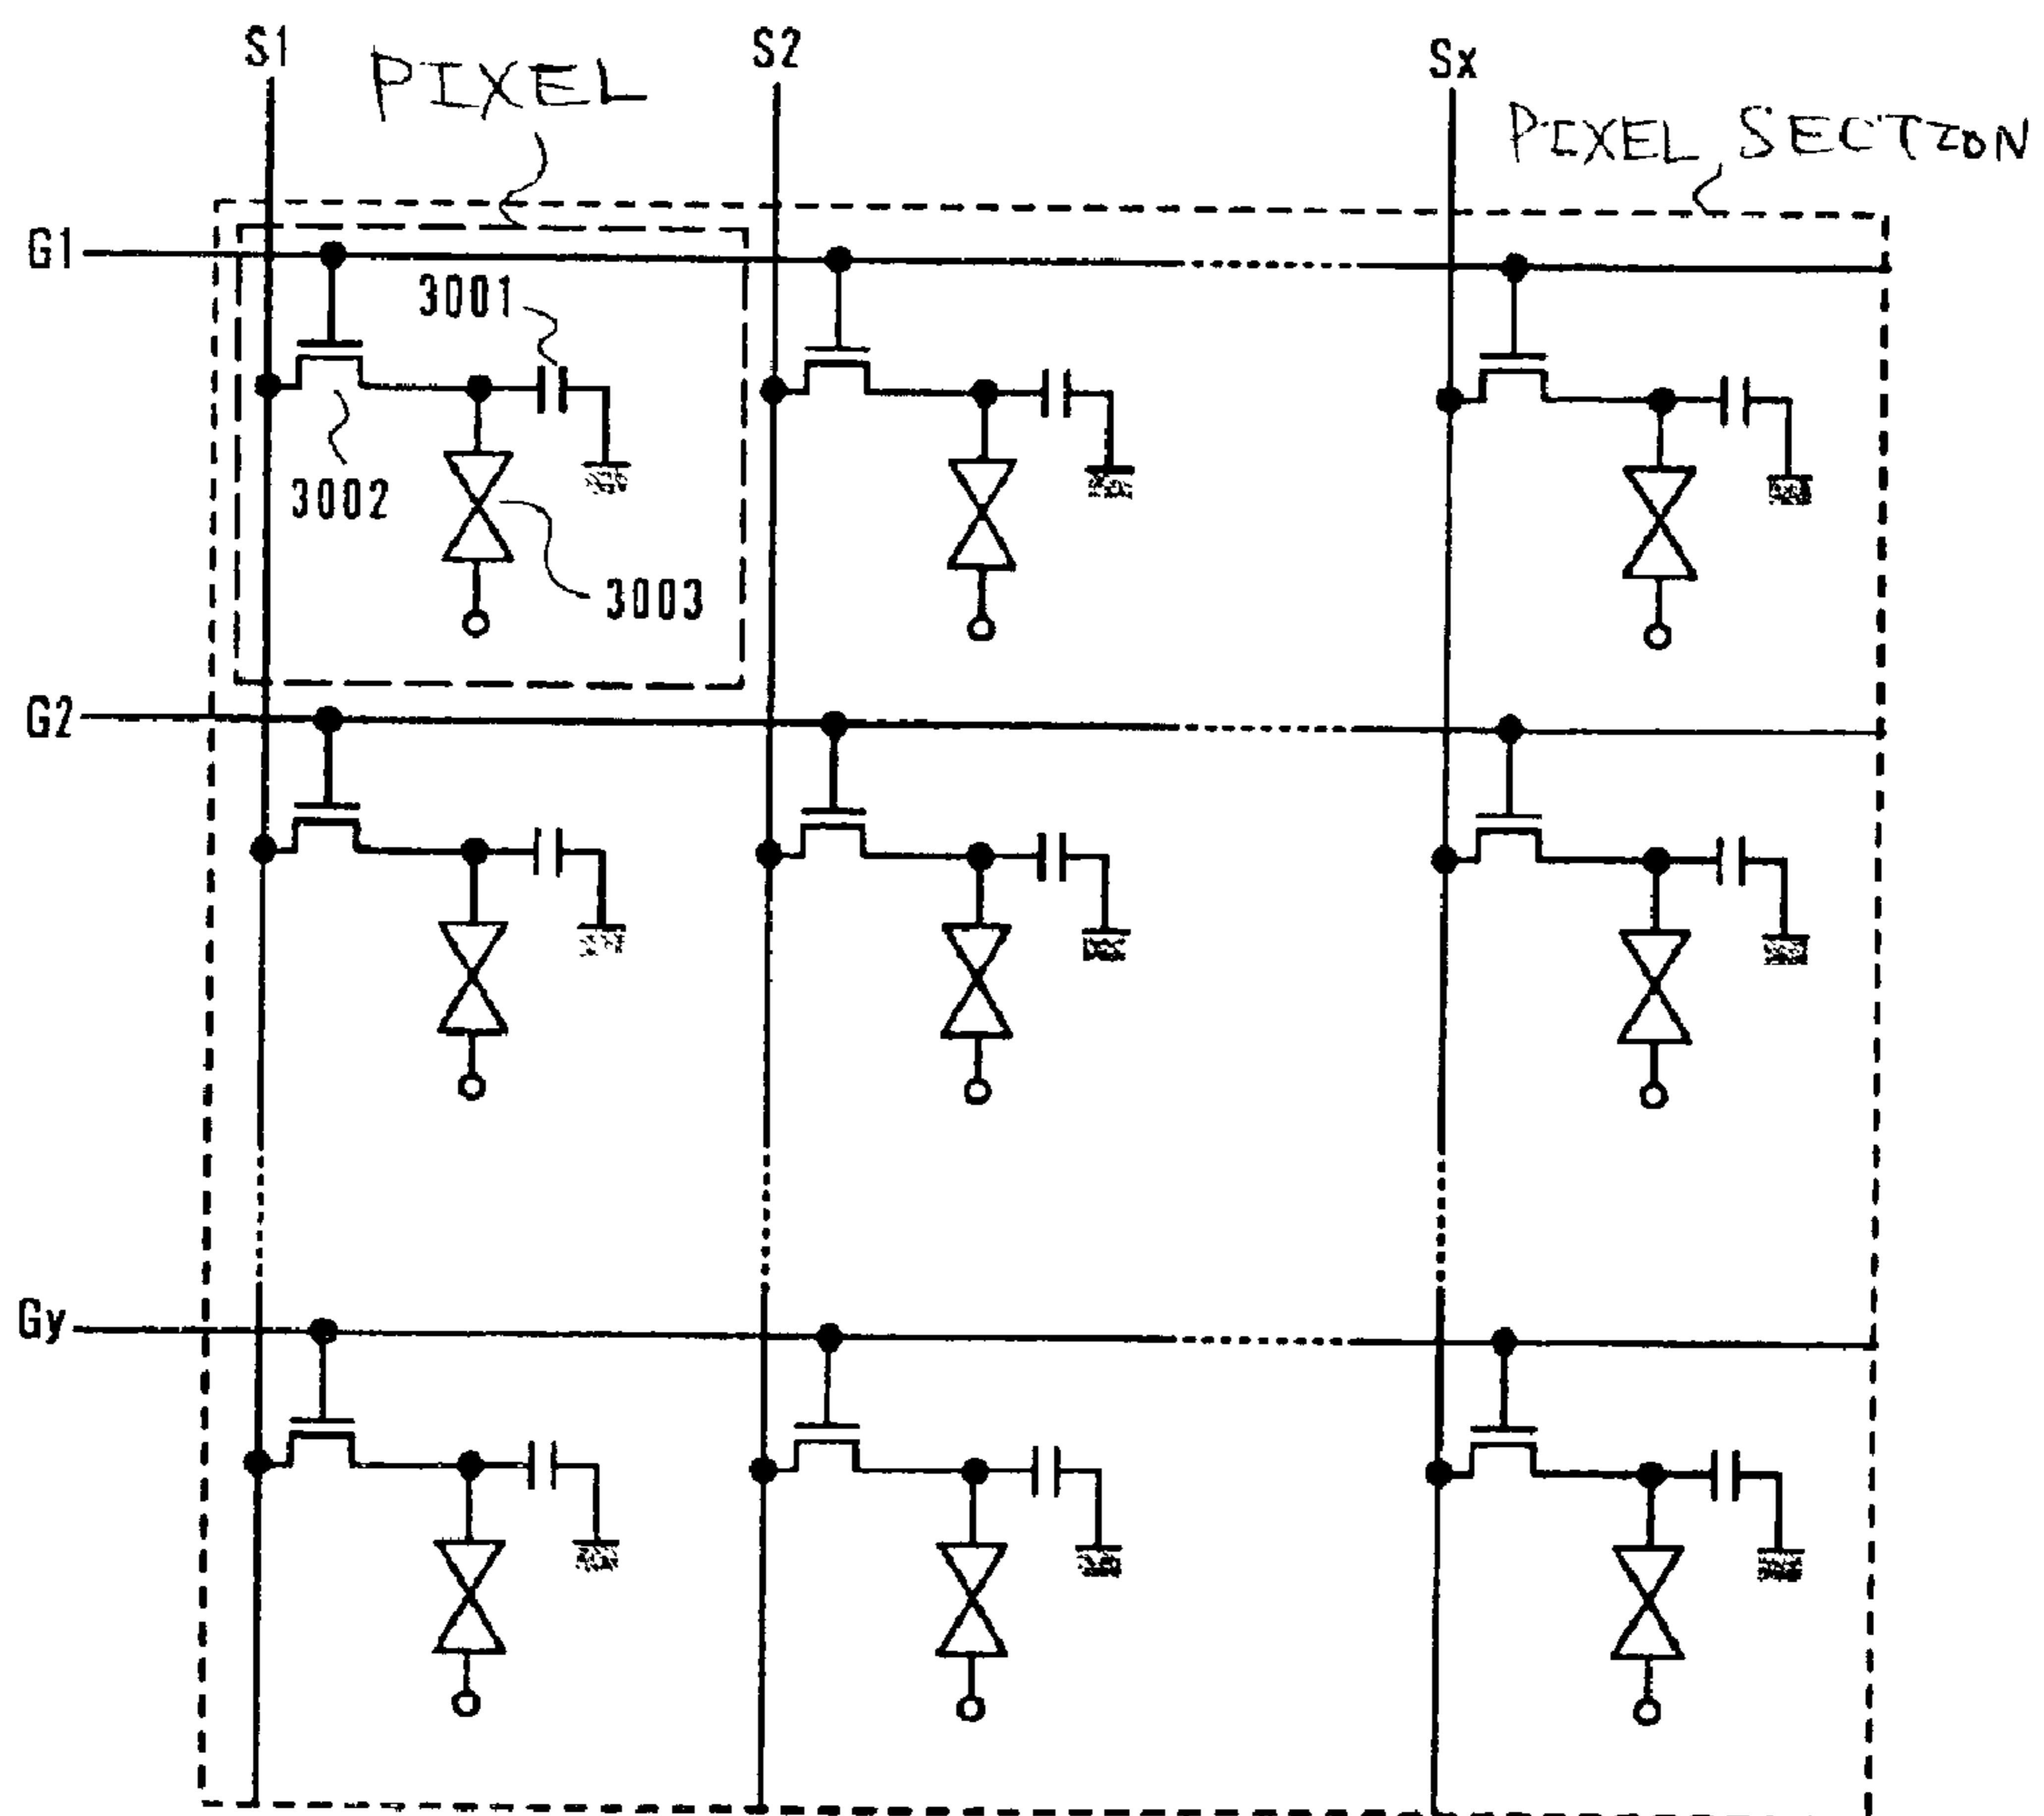 S1
PIXEL
S2
Sx
PIXEL SECTION
G1
3001
3002
3003
G2
Gy